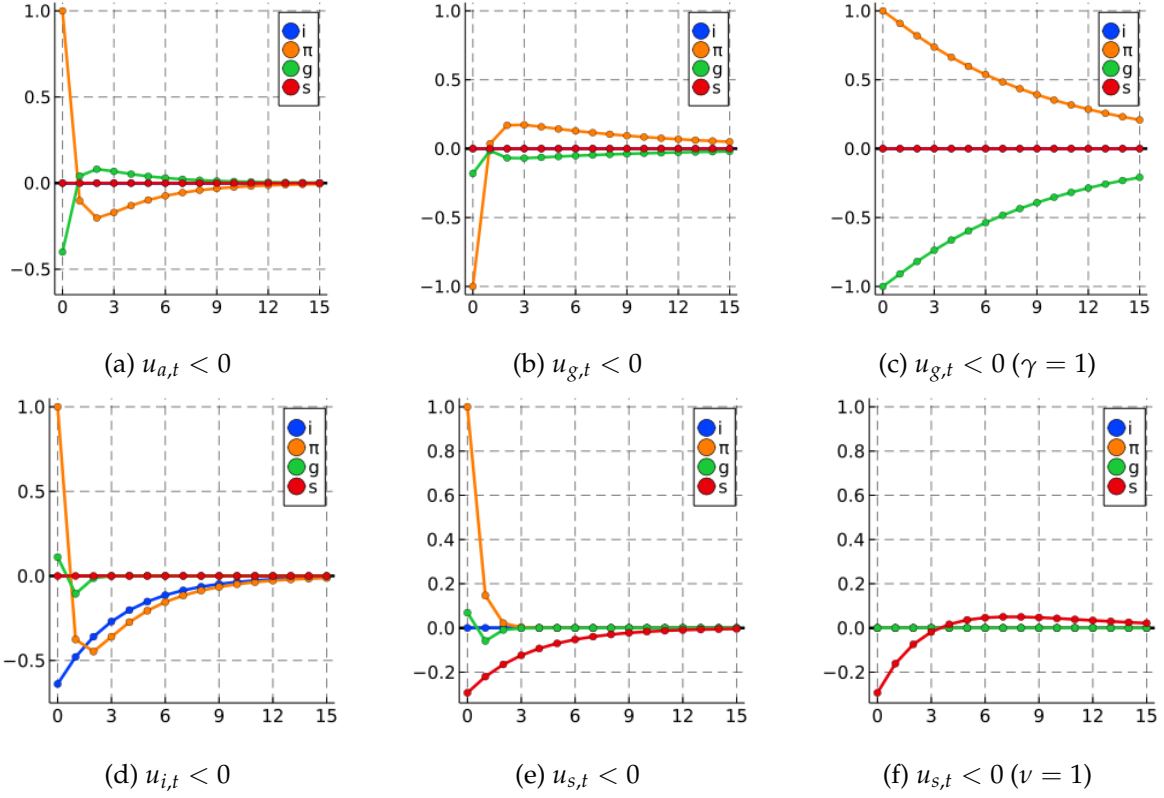 1.0
0.5
0.0
−0.5
0 3 6 9 12 15
i
π
g
s
(a) u_{a,t} < 0
1.0
0.5
0.0
−0.5
−1.0
0 3 6 9 12 15
i
π
g
s
(b) u_{g,t} < 0
1.0
0.5
0.0
−0.5
−1.0
0 3 6 9 12 15
i
π
g
s
(c) u_{g,t} < 0 (γ = 1)
1.0
0.5
0.0
−0.5
0 3 6 9 12 15
i
π
g
s
(d) u_{i,t} < 0
1.0
0.8
0.6
0.4
0.2
0.0
−0.2
0 3 6 9 12 15
i
π
g
s
(e) u_{s,t} < 0
1.0
0.8
0.6
0.4
0.2
0.0
−0.2
0 3 6 9 12 15
i
π
g
s
(f) u_{s,t} < 0 (ν = 1)